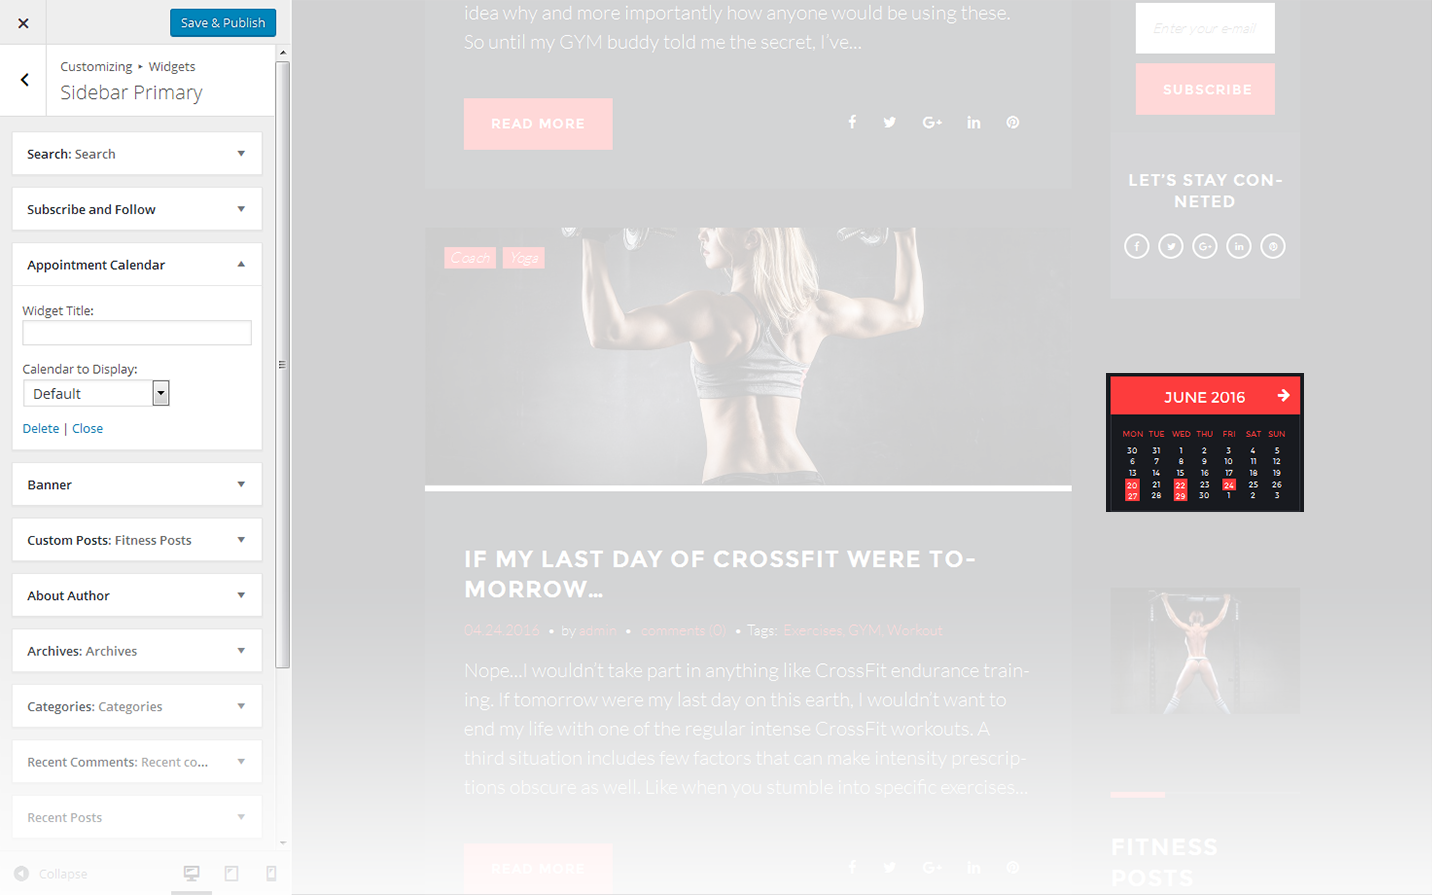 Save & Publish
Customizing ▸ Widgets
Sidebar Primary
Search: Search
Subscribe and Follow
Appointment Calendar
Widget Title:
Calendar to Display:
Default
Delete | Close
Banner
Custom Posts: Fitness Posts
About Author
Archives: Archives
Categories: Categories
Recent Comments: Recent co...
Recent Posts
Collapse
idea why and more importantly how anyone would be using these.
So until my GYM buddy told me the secret, I've...
READ MORE
Coach Yoga
IF MY LAST DAY OF CROSSFIT WERE TO-
MORROW...
04.24.2016 • by admin • comments (0) • Tags: Exercises, GYM, Workout
Nope...I wouldn't take part in anything like CrossFit endurance train-
ing. If tomorrow were my last day on this earth, I wouldn't want to
end my life with one of the regular intense CrossFit workouts. A
third situation includes few factors that can make intensity prescrip-
tions obscure as well. Like when you stumble into specific exercises...
READ MORE
Enter your e-mail
SUBSCRIBE
LET'S STAY CON-
NETED
JUNE 2016
MON TUE WED THU FRI SAT SUN
30 31 1 2 3 4 5
6 7 8 9 10 11 12
13 14 15 16 17 18 19
20 21 22 23 24 25 26
27 28 29 30 1 2 3
FITNESS
POSTS